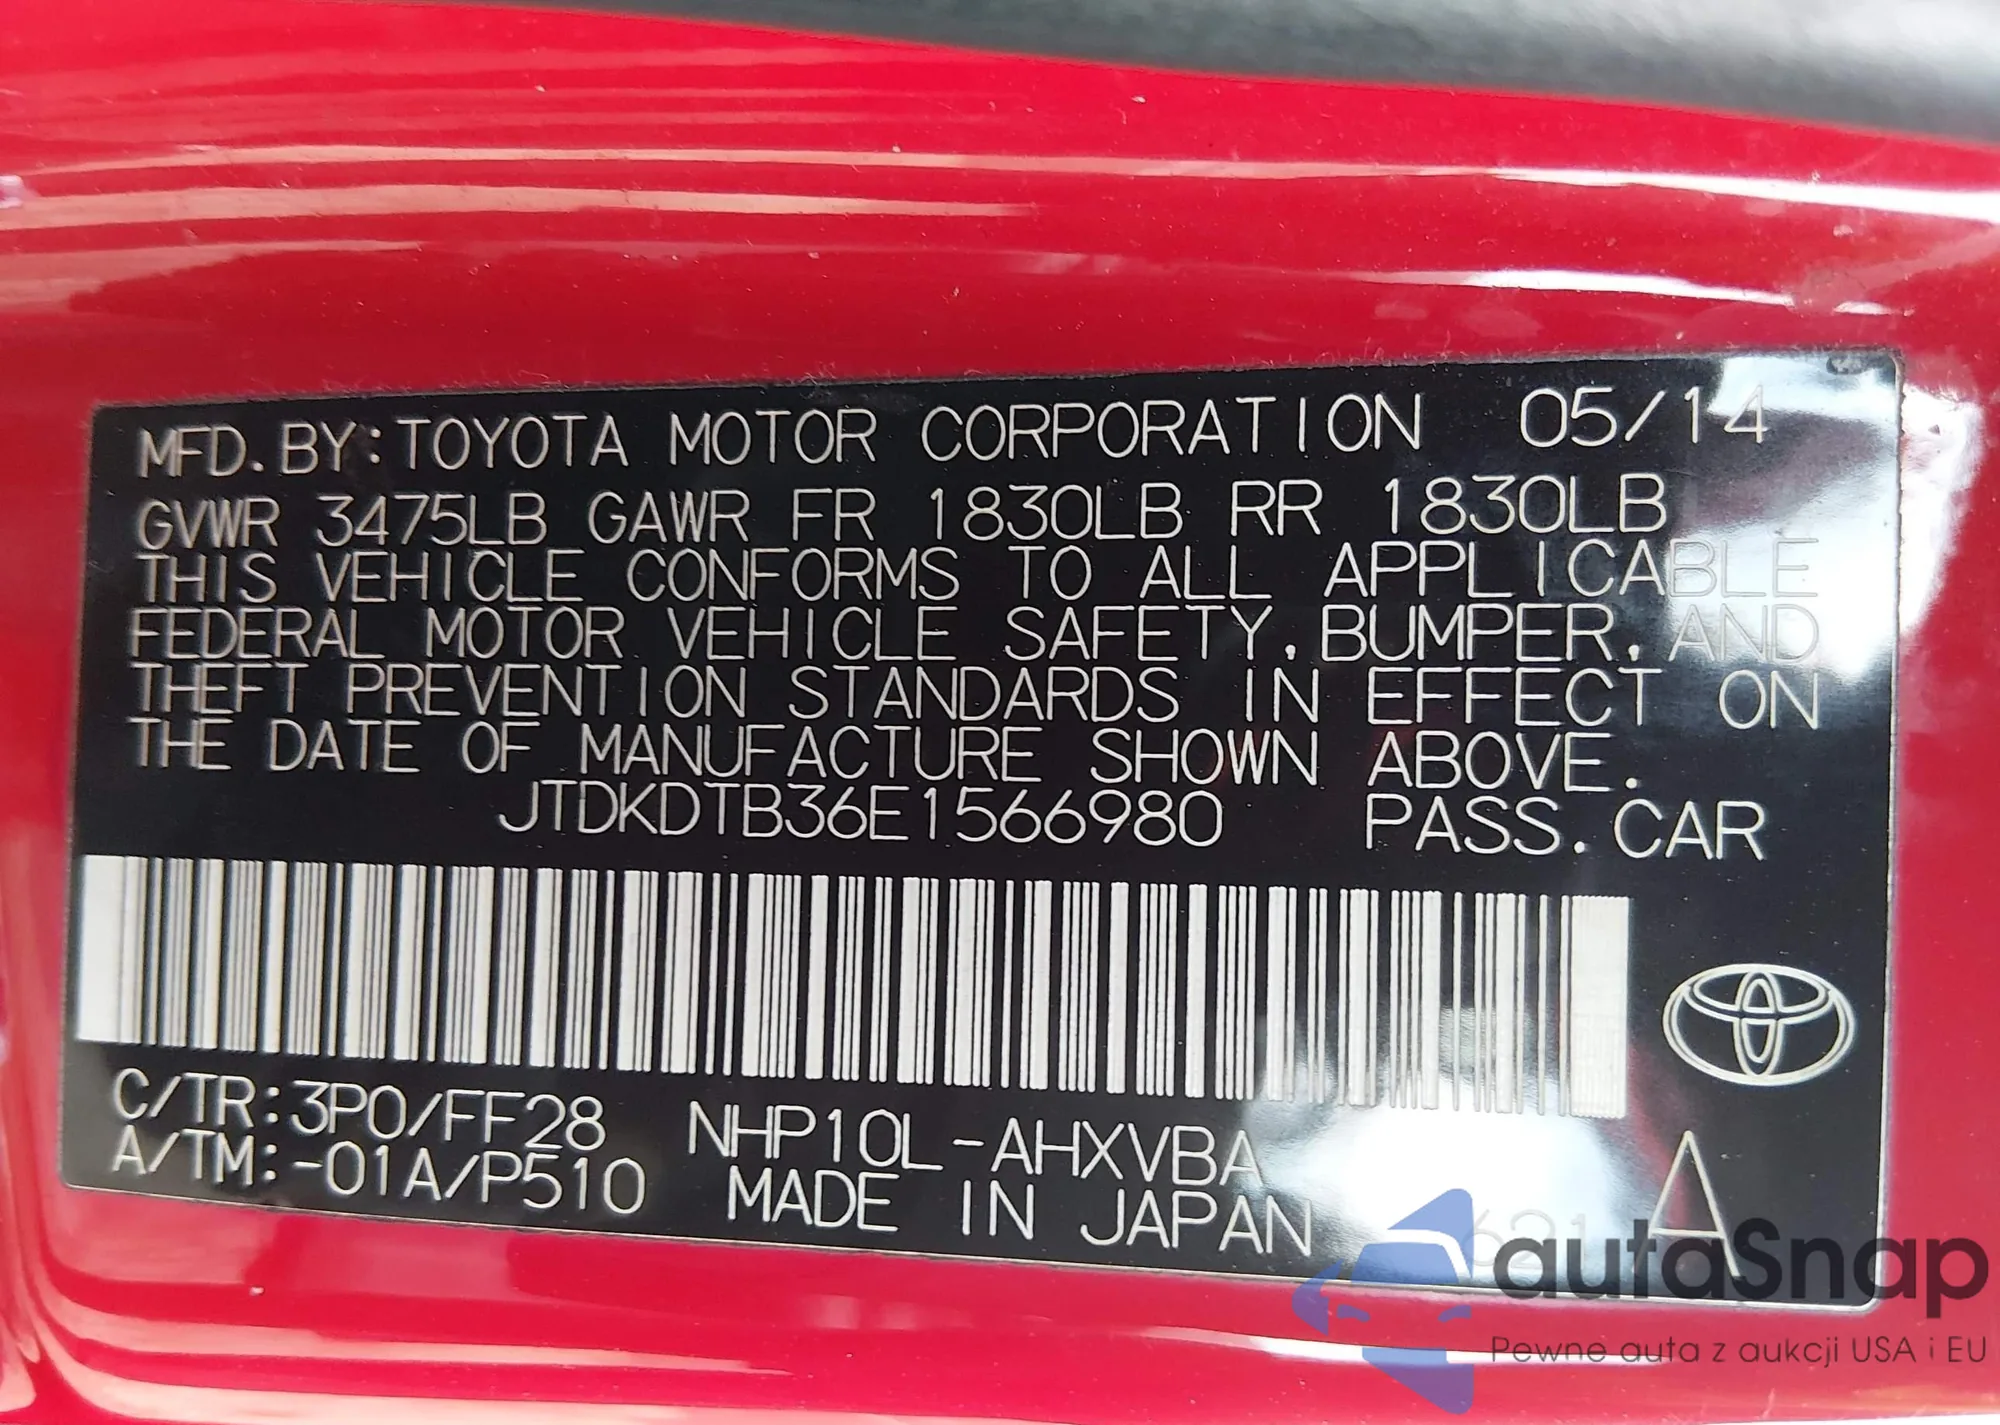 MFD.BY:TOYOTA MOTOR CORPORATION 05/14
GVWR 3475LB GAWR FR 1830LB RR 1830LB
THIS VEHICLE CONFORMS TO ALL APPLICABLE
FEDERAL MOTOR VEHICLE SAFETY,BUMPER,AND
THEFT PREVENTION STANDARDS IN EFFECT ON
THE DATE OF MANUFACTURE SHOWN ABOVE.
JTDKDTB36E1566980 PASS.CAR
C/TR:3P0/FF28 NHP10L-AHXVBA A
A/TM:-01A/P510 MADE IN JAPAN
autaSnap
Pewne auta z aukcji USA i EU